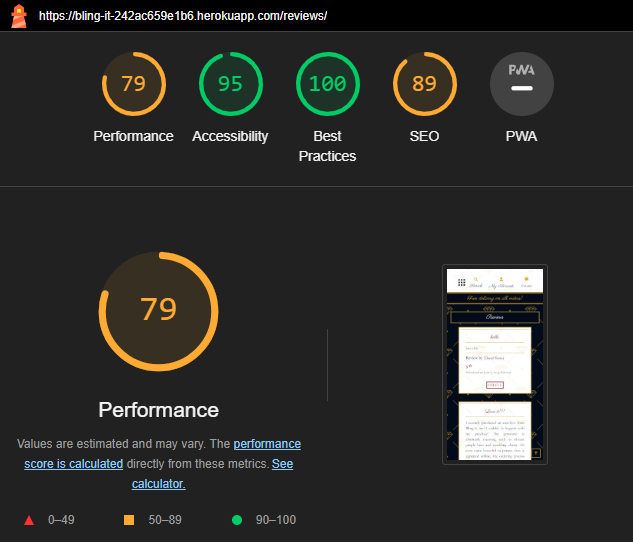 https://bling-it-242ac659e1b6.herokuapp.com/reviews/
79
95
100
89
PWA
Performance
Accessibility
Best
Practices
SEO
PWA
79
Performance
Values are estimated and may vary. The performance
score is calculated directly from these metrics. See
calculator.
0–49
50–89
90–100
Search
My Account
Free delivery on all orders!
Reviews